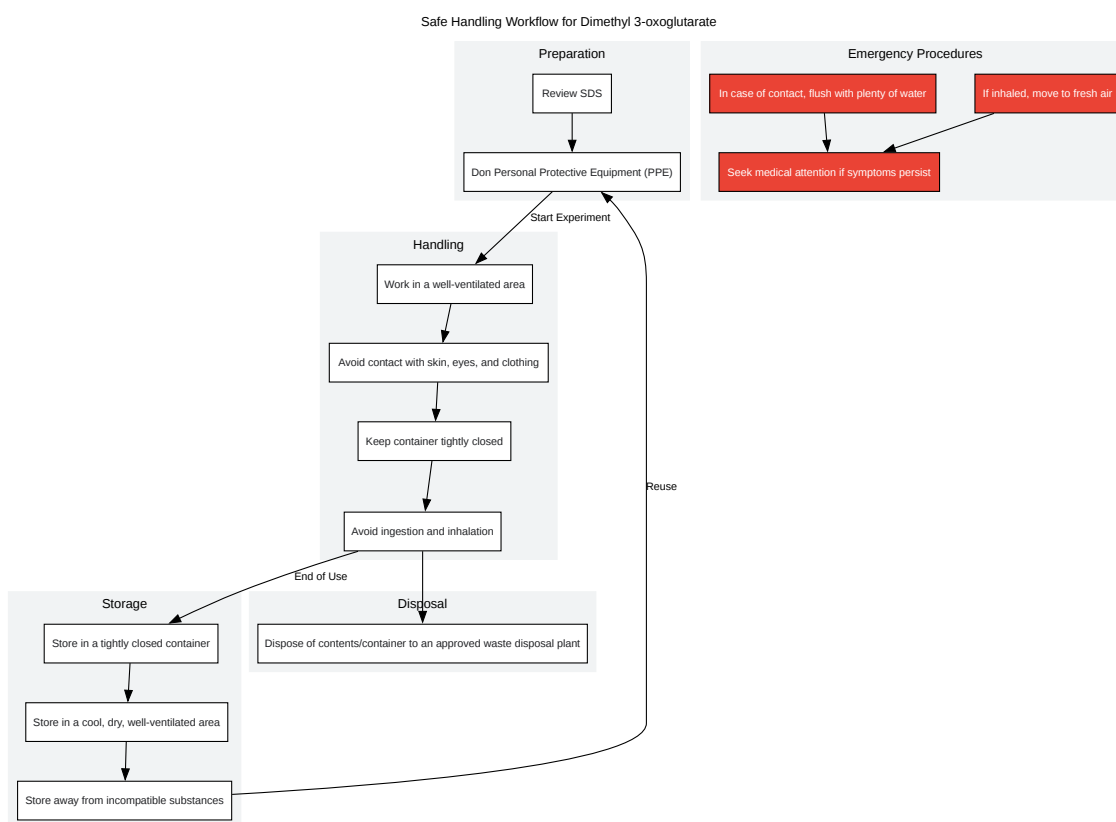 Safe Handling Workflow for Dimethyl 3-oxoglutarate
Preparation
Review SDS
Don Personal Protective Equipment (PPE)
Emergency Procedures
In case of contact, flush with plenty of water
If inhaled, move to fresh air
Seek medical attention if symptoms persist
Start Experiment
Handling
Work in a well-ventilated area
Avoid contact with skin, eyes, and clothing
Keep container tightly closed
Avoid ingestion and inhalation
Reuse
End of Use
Storage
Store in a tightly closed container
Store in a cool, dry, well-ventilated area
Store away from incompatible substances
Disposal
Dispose of contents/container to an approved waste disposal plant